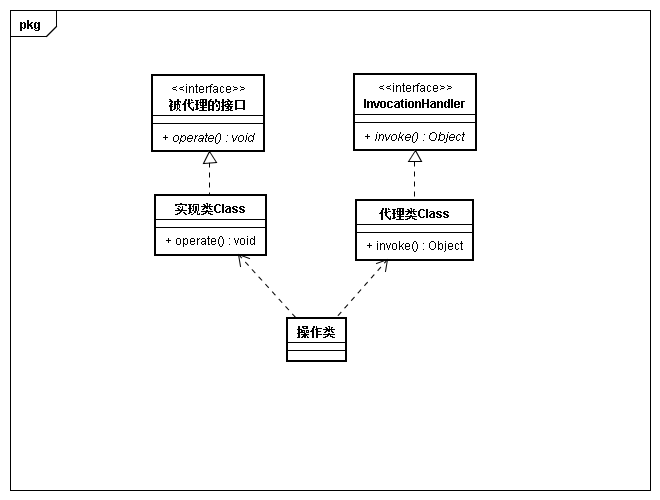 pkg
<<interface>>
被代理的接口
+ operate() : void
<<interface>>
InvocationHandler
+ invoke() : Object
实现类Class
+ operate() : void
代理类Class
+ invoke() : Object
操作类